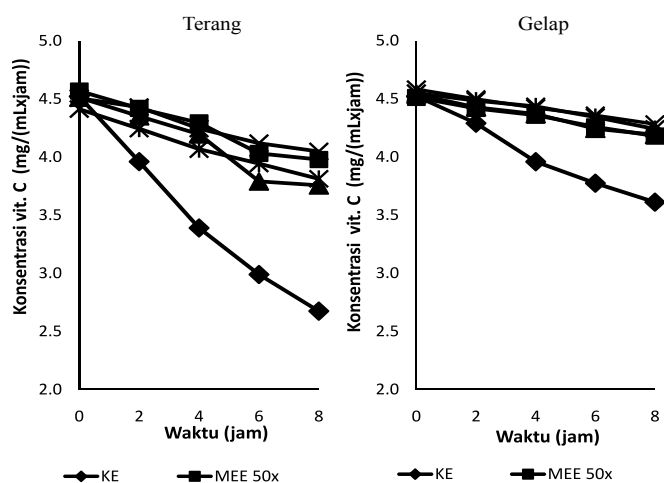 Terang
Gelap
Konsentrasi vit. C (mg/(mLxjam))
5.0
4.5
4.0
3.5
3.0
2.5
2.0
0 2 4 6 8
Waktu (jam)
KE MEE 50x
Konsentrasi vit. C (mg/(mLxjam))
5.0
4.5
4.0
3.5
3.0
2.5
2.0
0 2 4 6 8
Waktu (jam)
KE MEE 50x